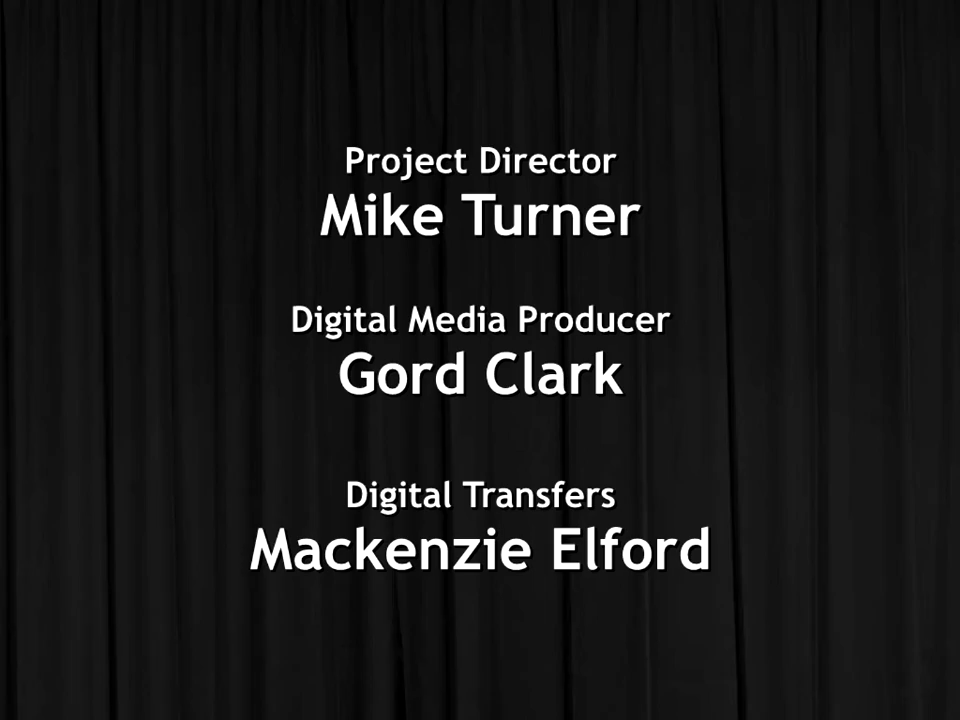 Project Director
Mike Turner
Digital Media Producer
Gord Clark
Digital Transfers
Mackenzie Elford